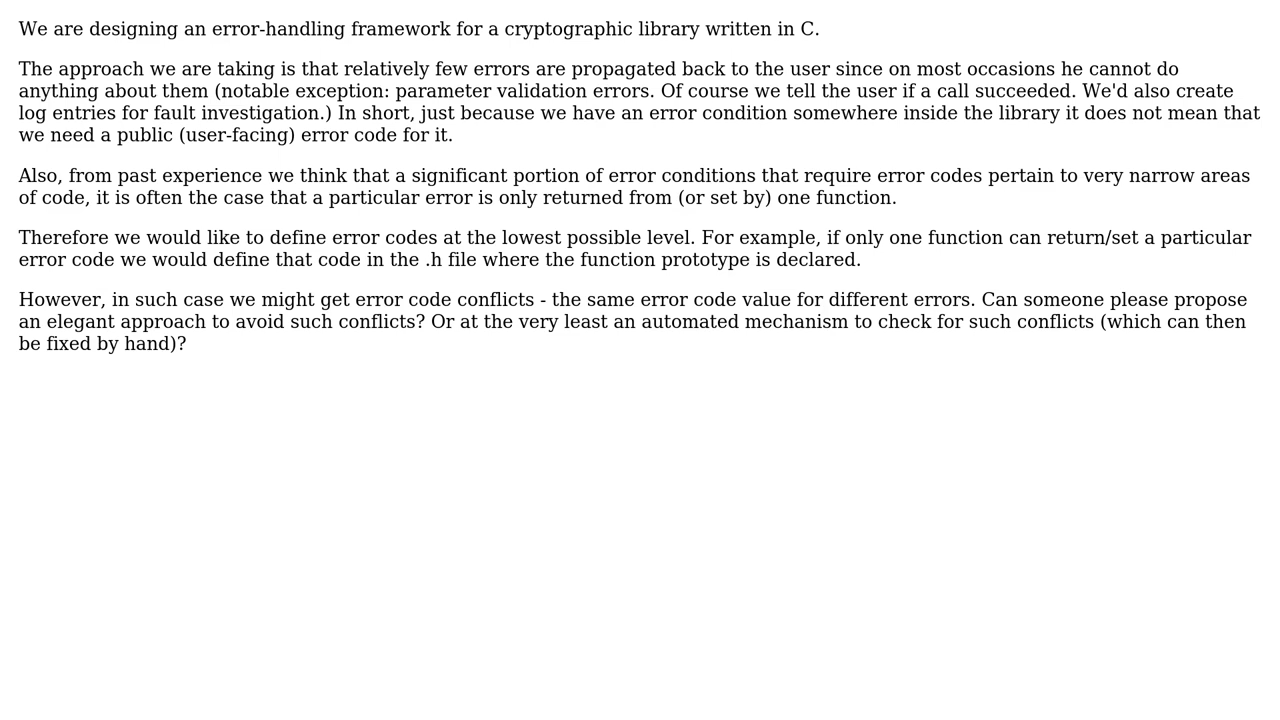 We are designing an error-handling framework for a cryptographic library written in C.
The approach we are taking is that relatively few errors are propagated back to the user since on most occasions he cannot do
anything about them (notable exception: parameter validation errors. Of course we tell the user if a call succeeded. We'd also create
log entries for fault investigation.) In short, just because we have an error condition somewhere inside the library it does not mean that
we need a public (user-facing) error code for it.
Also, from past experience we think that a significant portion of error conditions that require error codes pertain to very narrow areas
of code, it is often the case that a particular error is only returned from (or set by) one function.
Therefore we would like to define error codes at the lowest possible level. For example, if only one function can return/set a particular
error code we would define that code in the .h file where the function prototype is declared.
However, in such case we might get error code conflicts - the same error code value for different errors. Can someone please propose
an elegant approach to avoid such conflicts? Or at the very least an automated mechanism to check for such conflicts (which can then
be fixed by hand)?